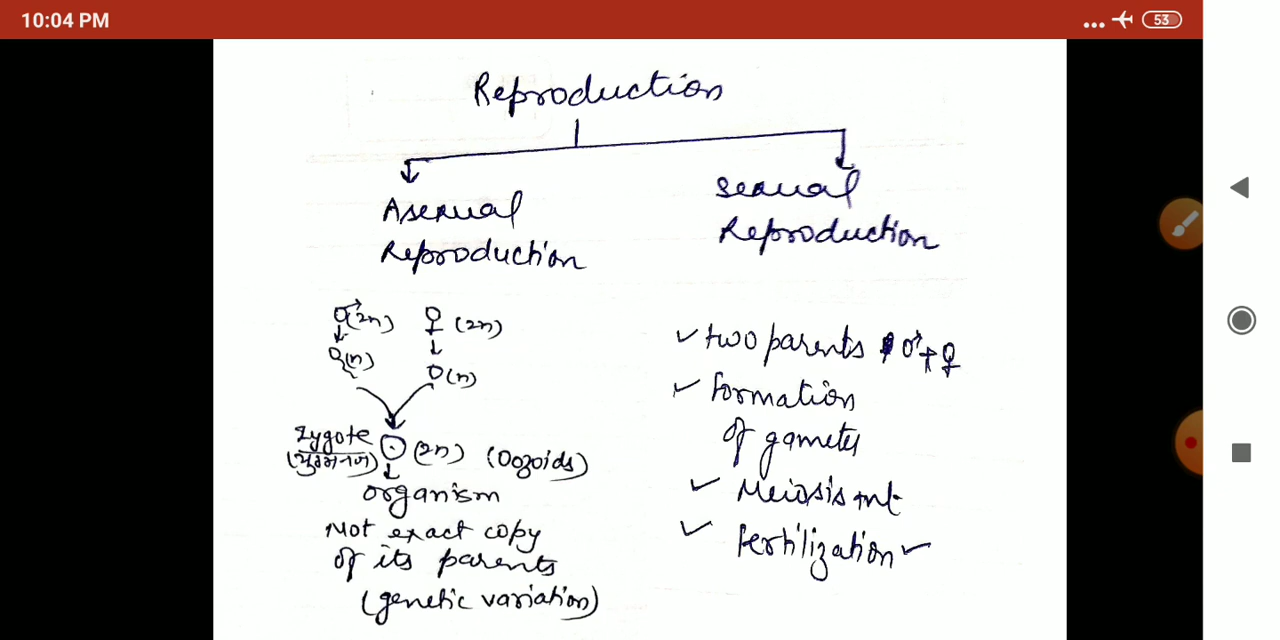 10:04 PM
53
Reproduction
Asexual
Reproduction
Sexual
Reproduction
♂(2n) ♀ (2n)
(n) (n)
Zygote (2n) (Oozoids)
(युग्मनज)
organism
Not exact copy
of its parents
(genetic variation)
✓ two parents ♂+♀
✓ Formation
of gametes
✓ Meiosis
✓ Fertilization ✓